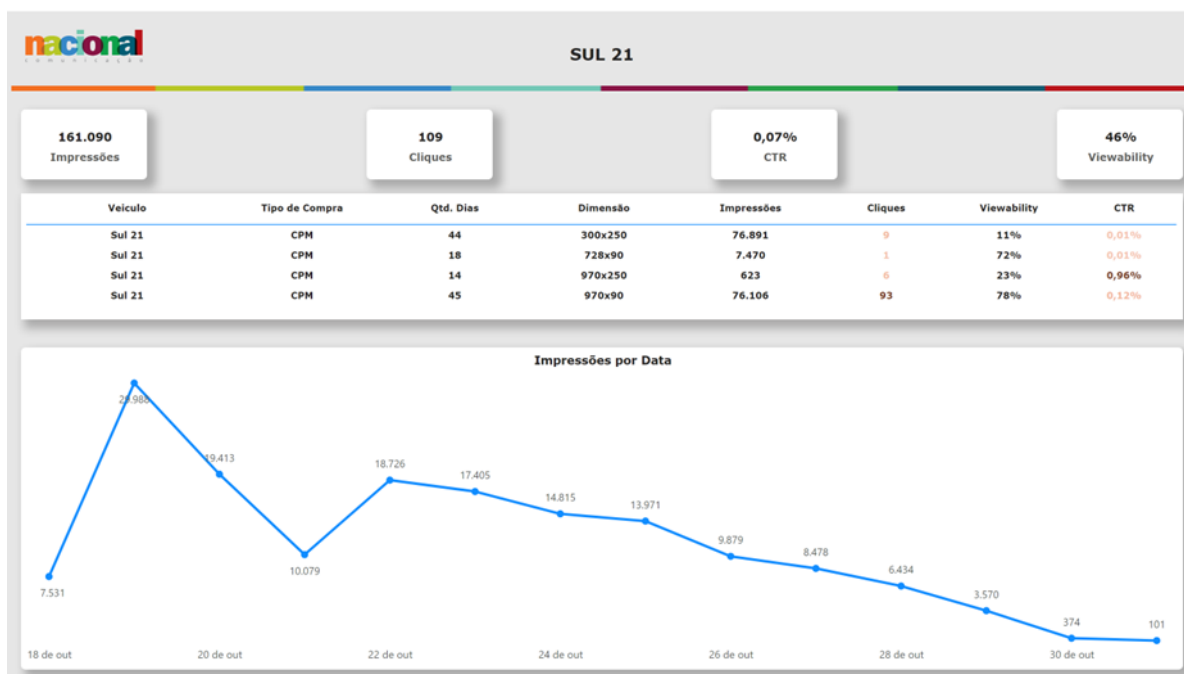 nacional
comunicação
SUL 21
161.090
Impressões
109
Cliques
0,07%
CTR
46%
Viewability
Veiculo Tipo de Compra Qtd. Dias Dimensão Impressões Cliques Viewability CTR
Sul 21 CPM 44 300x250 76.891 9 11% 0,01%
Sul 21 CPM 18 728x90 7.470 1 72% 0,01%
Sul 21 CPM 14 970x250 623 6 23% 0,96%
Sul 21 CPM 45 970x90 76.106 93 78% 0,12%
Impressões por Data
29.988
19.413
18.726
17.405
14.815
13.971
9.879
8.478
10.079
6.434
7.531
3.570
374
101
18 de out 20 de out 22 de out 24 de out 26 de out 28 de out 30 de out